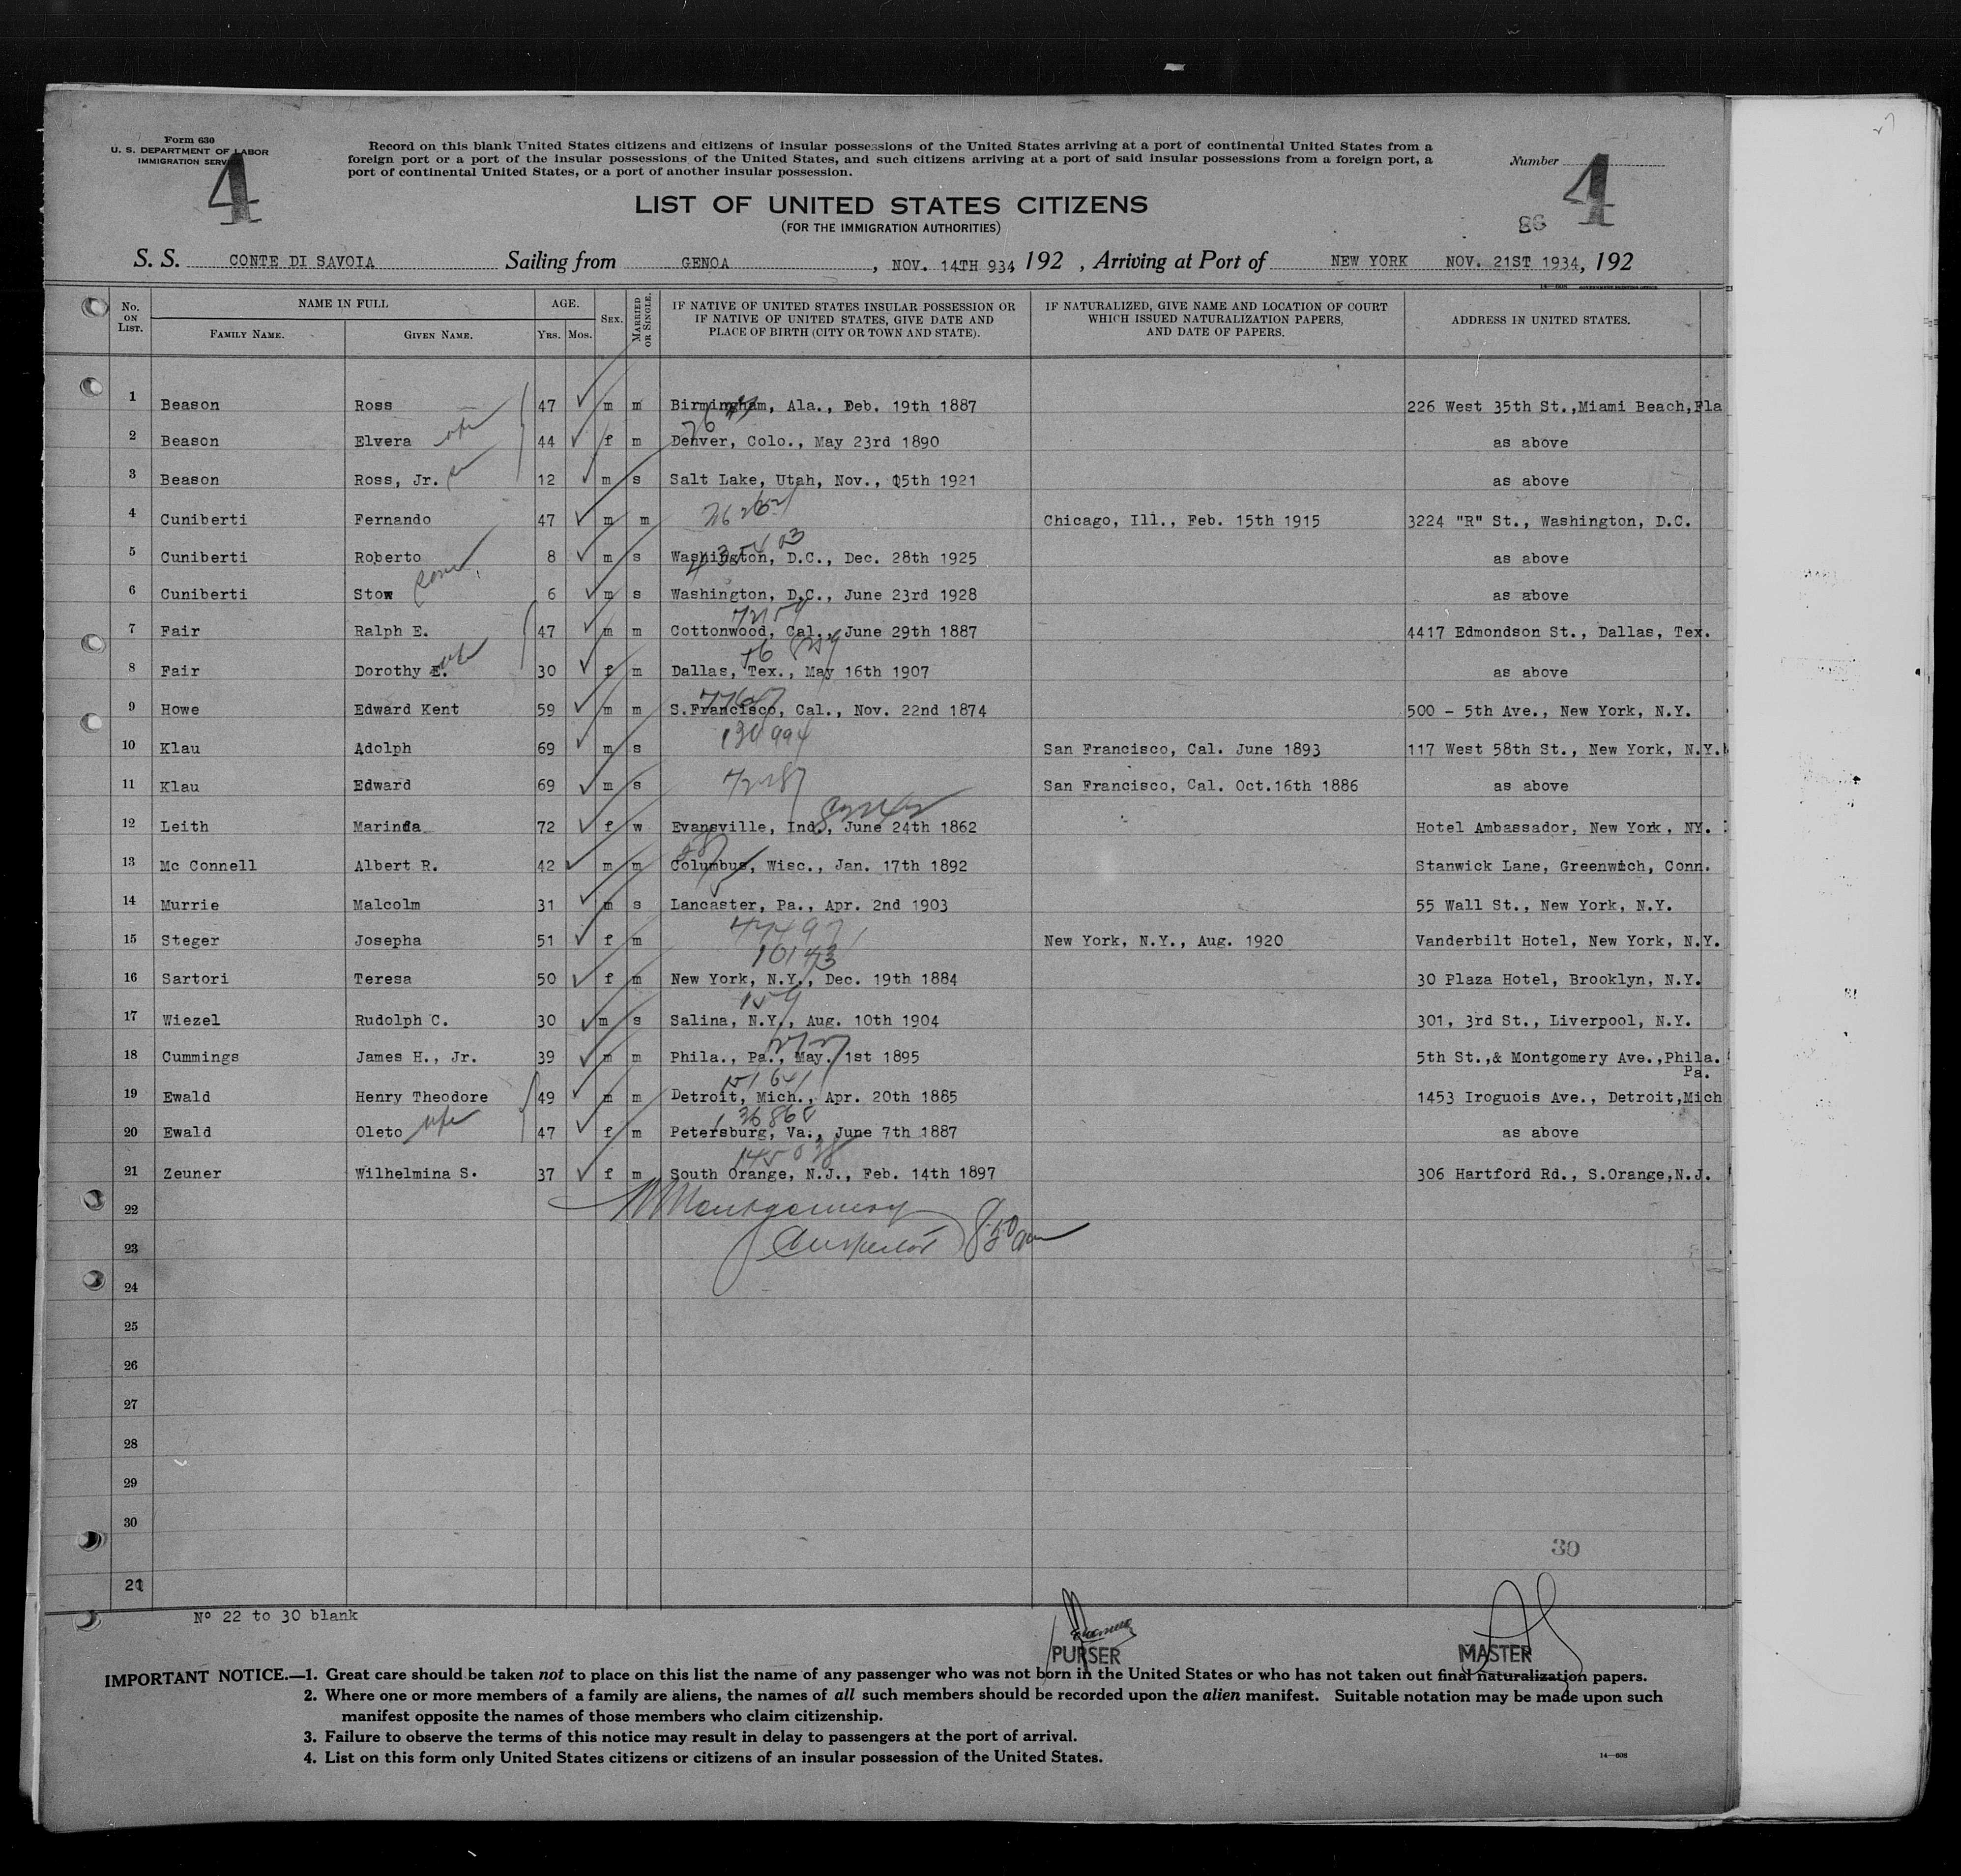 Form 630
U. S. DEPARTMENT OF LABOR
IMMIGRATION SERVICE
4
Record on this blank United States citizens and citizens of insular possessions of the United States arriving at a port of continental United States from a
foreign port or a port of the insular possessions of the United States, and such citizens arriving at a port of said insular possessions from a foreign port, a
port of continental United States, or a port of another insular possession.
Number
4
86
LIST OF UNITED STATES CITIZENS
(FOR THE IMMIGRATION AUTHORITIES)
S. S. CONTE DI SAVOIA Sailing from GENOA , NOV. 14TH 934 192 , Arriving at Port of NEW YORK NOV. 21ST 1934, 192
14—608 GOVERNMENT PRINTING OFFICE
No. ON LIST. NAME IN FULL FAMILY NAME. GIVEN NAME. AGE. YRS. MOS. SEX. MARRIED OR SINGLE. IF NATIVE OF UNITED STATES INSULAR POSSESSION OR IF NATIVE OF UNITED STATES, GIVE DATE AND PLACE OF BIRTH (CITY OR TOWN AND STATE). IF NATURALIZED, GIVE NAME AND LOCATION OF COURT WHICH ISSUED NATURALIZATION PAPERS, AND DATE OF PAPERS. ADDRESS IN UNITED STATES.
1 Beason Ross 47 m m Birmingham, Ala., Feb. 19th 1887 226 West 35th St.,Miami Beach,Fla
2 Beason Elvera wife 44 f m Denver, Colo., May 23rd 1890 as above
3 Beason Ross, Jr. 12 m s Salt Lake, Utah, Nov., 15th 1921 as above
4 Cuniberti Fernando 47 m m Chicago, Ill., Feb. 15th 1915 3224 "R" St., Washington, D.C.
5 Cuniberti Roberto 8 m s Washington, D.C., Dec. 28th 1925 as above
6 Cuniberti Stow 6 m s Washington, D.C., June 23rd 1928 as above
7 Fair Ralph E. 47 m m Cottonwood, Cal., June 29th 1887 4417 Edmondson St., Dallas, Tex.
8 Fair Dorothy E. wife 30 f m Dallas, Tex., May 16th 1907 as above
9 Howe Edward Kent 59 m m S.Francisco, Cal., Nov. 22nd 1874 500 - 5th Ave., New York, N.Y.
130994
10 Klau Adolph 69 m s San Francisco, Cal. June 1893 117 West 58th St., New York, N.Y.
11 Klau Edward 69 m s San Francisco, Cal. Oct.16th 1886 as above
12 Leith Marinda 72 f w Evansville, Ind., June 24th 1862 Hotel Ambassador, New York, NY.
13 Mc Connell Albert R. 42 m m Columbus, Wisc., Jan. 17th 1892 Stanwick Lane, Greenwich, Conn.
14 Murrie Malcolm 31 m s Lancaster, Pa., Apr. 2nd 1903 55 Wall St., New York, N.Y.
15 Steger Josepha 51 f m New York, N.Y., Aug. 1920 Vanderbilt Hotel, New York, N.Y.
16 Sartori Teresa 50 f m New York, N.Y., Dec. 19th 1884 30 Plaza Hotel, Brooklyn, N.Y.
17 Wiezel Rudolph C. 30 m s Salina, N.Y., Aug. 10th 1904 301, 3rd St., Liverpool, N.Y.
18 Cummings James H., Jr. 39 m m Phila., Pa., May. 1st 1895 5th St.,& Montgomery Ave.,Phila.
Pa.
19 Ewald Henry Theodore 49 m m Detroit, Mich., Apr. 20th 1885 1453 Iroguois Ave., Detroit,Mich
20 Ewald Oleto wife 47 f m Petersburg, Va., June 7th 1887 as above
21 Zeuner Wilhelmina S. 37 f m South Orange, N.J., Feb. 14th 1897 306 Hartford Rd., S.Orange,N.J.
22 Montgomery
23 Inspector 8:50 am
24
25
26
27
28
29
30
30
21
Nº 22 to 30 blank
PURSER
MASTER
IMPORTANT NOTICE.—1. Great care should be taken not to place on this list the name of any passenger who was not born in the United States or who has not taken out final naturalization papers.
2. Where one or more members of a family are aliens, the names of all such members should be recorded upon the alien manifest. Suitable notation may be made upon such
manifest opposite the names of those members who claim citizenship.
3. Failure to observe the terms of this notice may result in delay to passengers at the port of arrival.
4. List on this form only United States citizens or citizens of an insular possession of the United States.
14—608